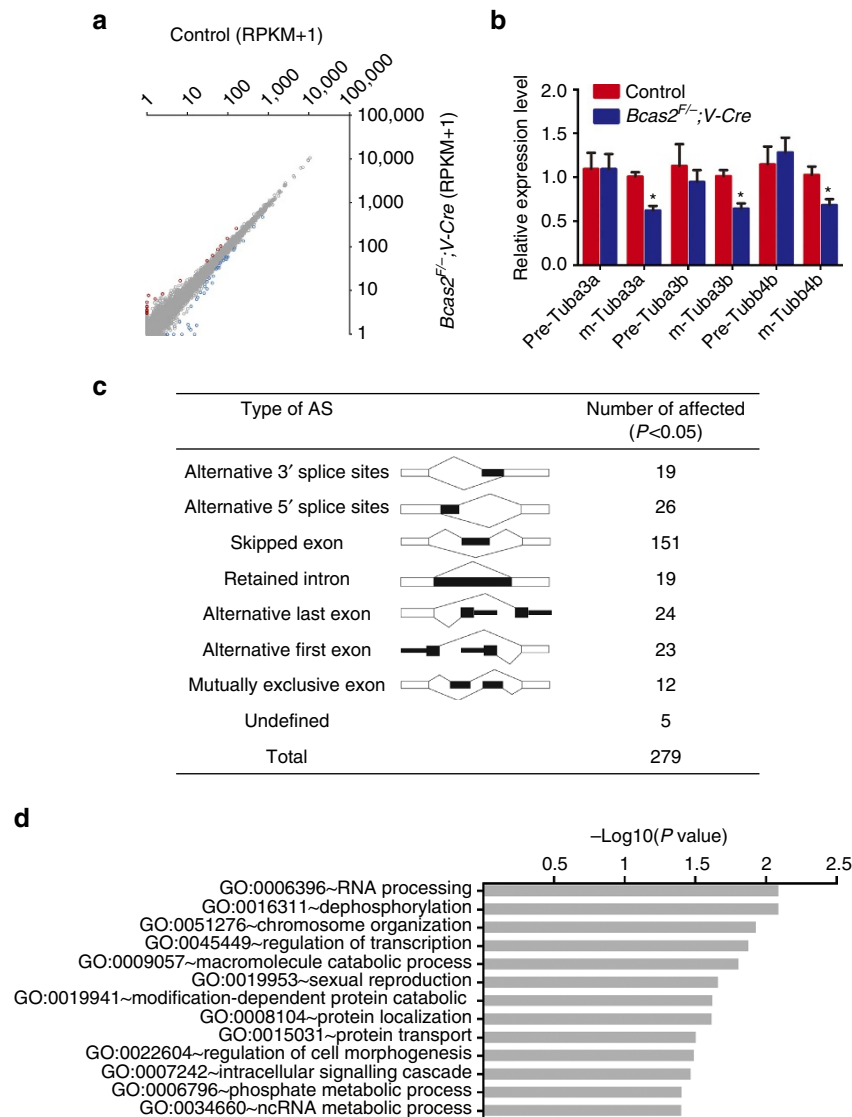 a
Control (RPKM+1)
1
10
100
1,000
10,000
100,000
100,000
10,000
1,000
100
10
1
Bcas2F/–;V-Cre (RPKM+1)
b
Relative expression level
2.0
1.5
1.0
0.5
0.0
Control
Bcas2F/–;V-Cre
*
*
*
Pre-Tuba3a
m-Tuba3a
Pre-Tuba3b
m-Tuba3b
Pre-Tubb4b
m-Tubb4b
c
Type of AS
Number of affected
(P<0.05)
Alternative 3′ splice sites 19
Alternative 5′ splice sites 26
Skipped exon 151
Retained intron 19
Alternative last exon 24
Alternative first exon 23
Mutually exclusive exon 12
Undefined 5
Total 279
d
–Log10(P value)
0.5 1 1.5 2 2.5
GO:0006396~RNA processing
GO:0016311~dephosphorylation
GO:0051276~chromosome organization
GO:0045449~regulation of transcription
GO:0009057~macromolecule catabolic process
GO:0019953~sexual reproduction
GO:0019941~modification-dependent protein catabolic
GO:0008104~protein localization
GO:0015031~protein transport
GO:0022604~regulation of cell morphogenesis
GO:0007242~intracellular signalling cascade
GO:0006796~phosphate metabolic process
GO:0034660~ncRNA metabolic process